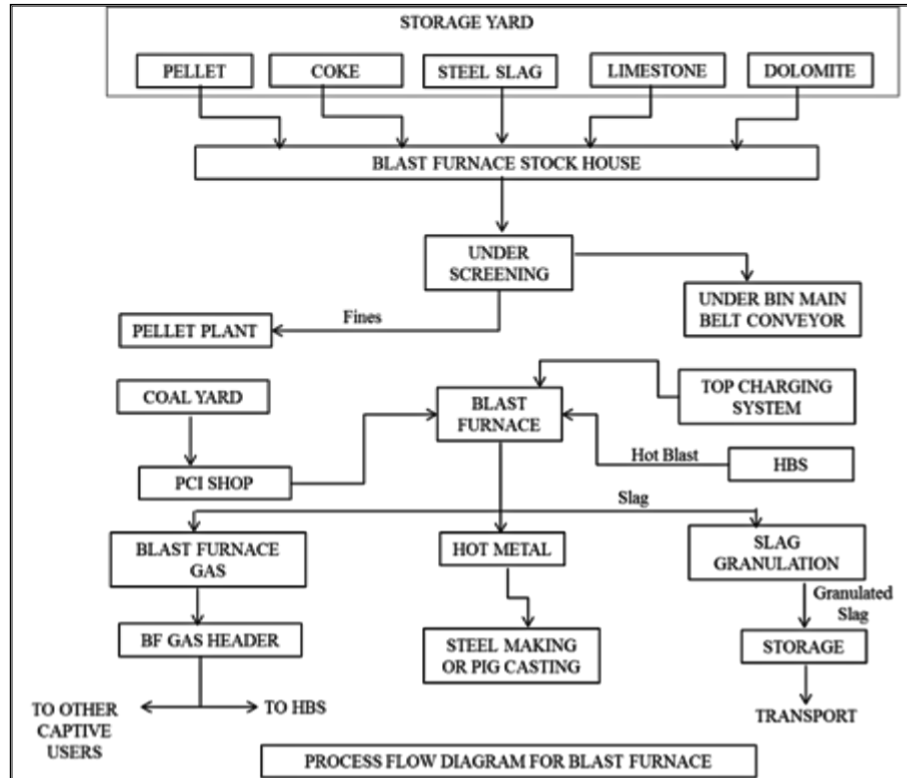 STORAGE YARD
PELLET
COKE
STEEL SLAG
LIMESTONE
DOLOMITE
BLAST FURNACE STOCK HOUSE
UNDER
SCREENING
UNDER BIN MAIN
BELT CONVEYOR
Fines
PELLET PLANT
COAL YARD
BLAST
FURNACE
TOP CHARGING
SYSTEM
Hot Blast
HBS
PCI SHOP
Slag
BLAST FURNACE
GAS
HOT METAL
SLAG
GRANULATION
Granulated
Slag
BF GAS HEADER
STEEL MAKING
OR PIG CASTING
STORAGE
TO OTHER
CAPTIVE
USERS
TO HBS
TRANSPORT
PROCESS FLOW DIAGRAM FOR BLAST FURNACE